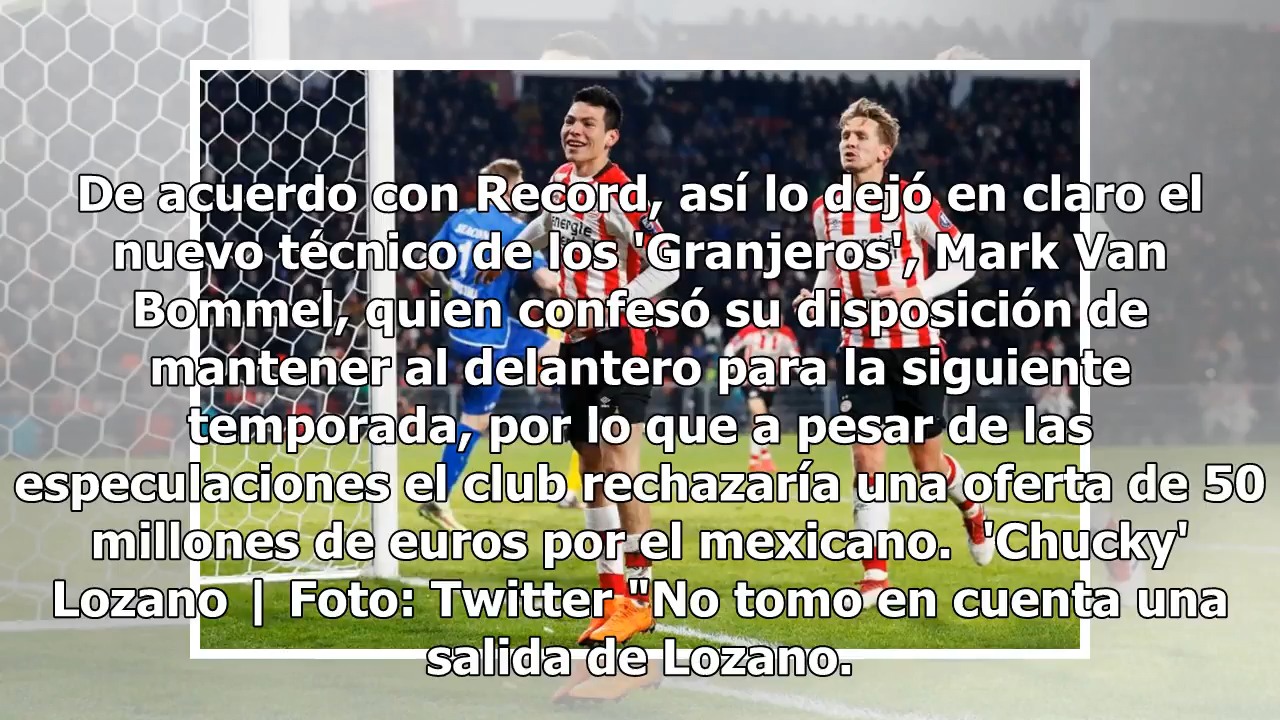 De acuerdo con Record, así lo dejó en claro el
nuevo técnico de los 'Granjeros', Mark Van
Bommel, quien confesó su disposición de
mantener al delantero para la siguiente
temporada, por lo que a pesar de las
especulaciones el club rechazaría una oferta de 50
millones de euros por el mexicano.  'Chucky'
Lozano | Foto: Twitter "No tomo en cuenta una
salida de Lozano.
energie